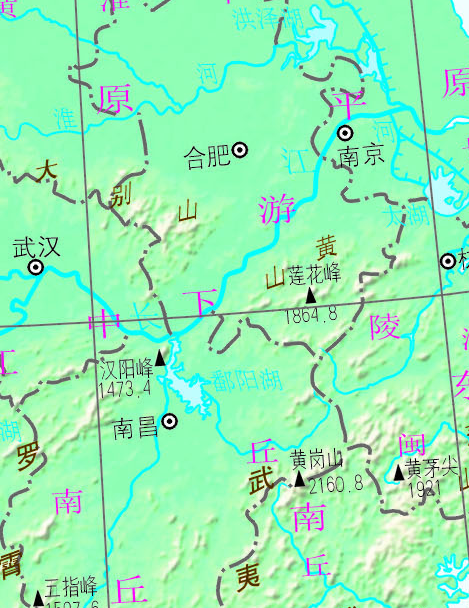 淮
洪泽湖
原
淮
河
原
平
河
合肥
南京
江
大
别
山
游
太湖
武汉
黄
山
莲花峰
1864.8
下
中
长
陵
江
汉阳峰
1473.4
鄱阳湖
东
湖
南昌
罗
丘
闽
武
黄岗山
2160.8
黄茅尖
1921
南
南
霄
夷
丘
丘
王指峰